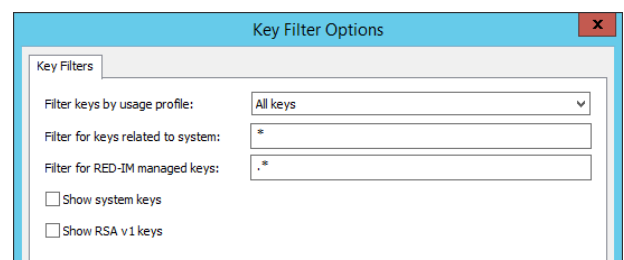 Key Filter Options
x
Key Filters
Filter keys by usage profile: All keys
Filter for keys related to system: *
Filter for RED-IM managed keys: .*
Show system keys
Show RSA v1 keys